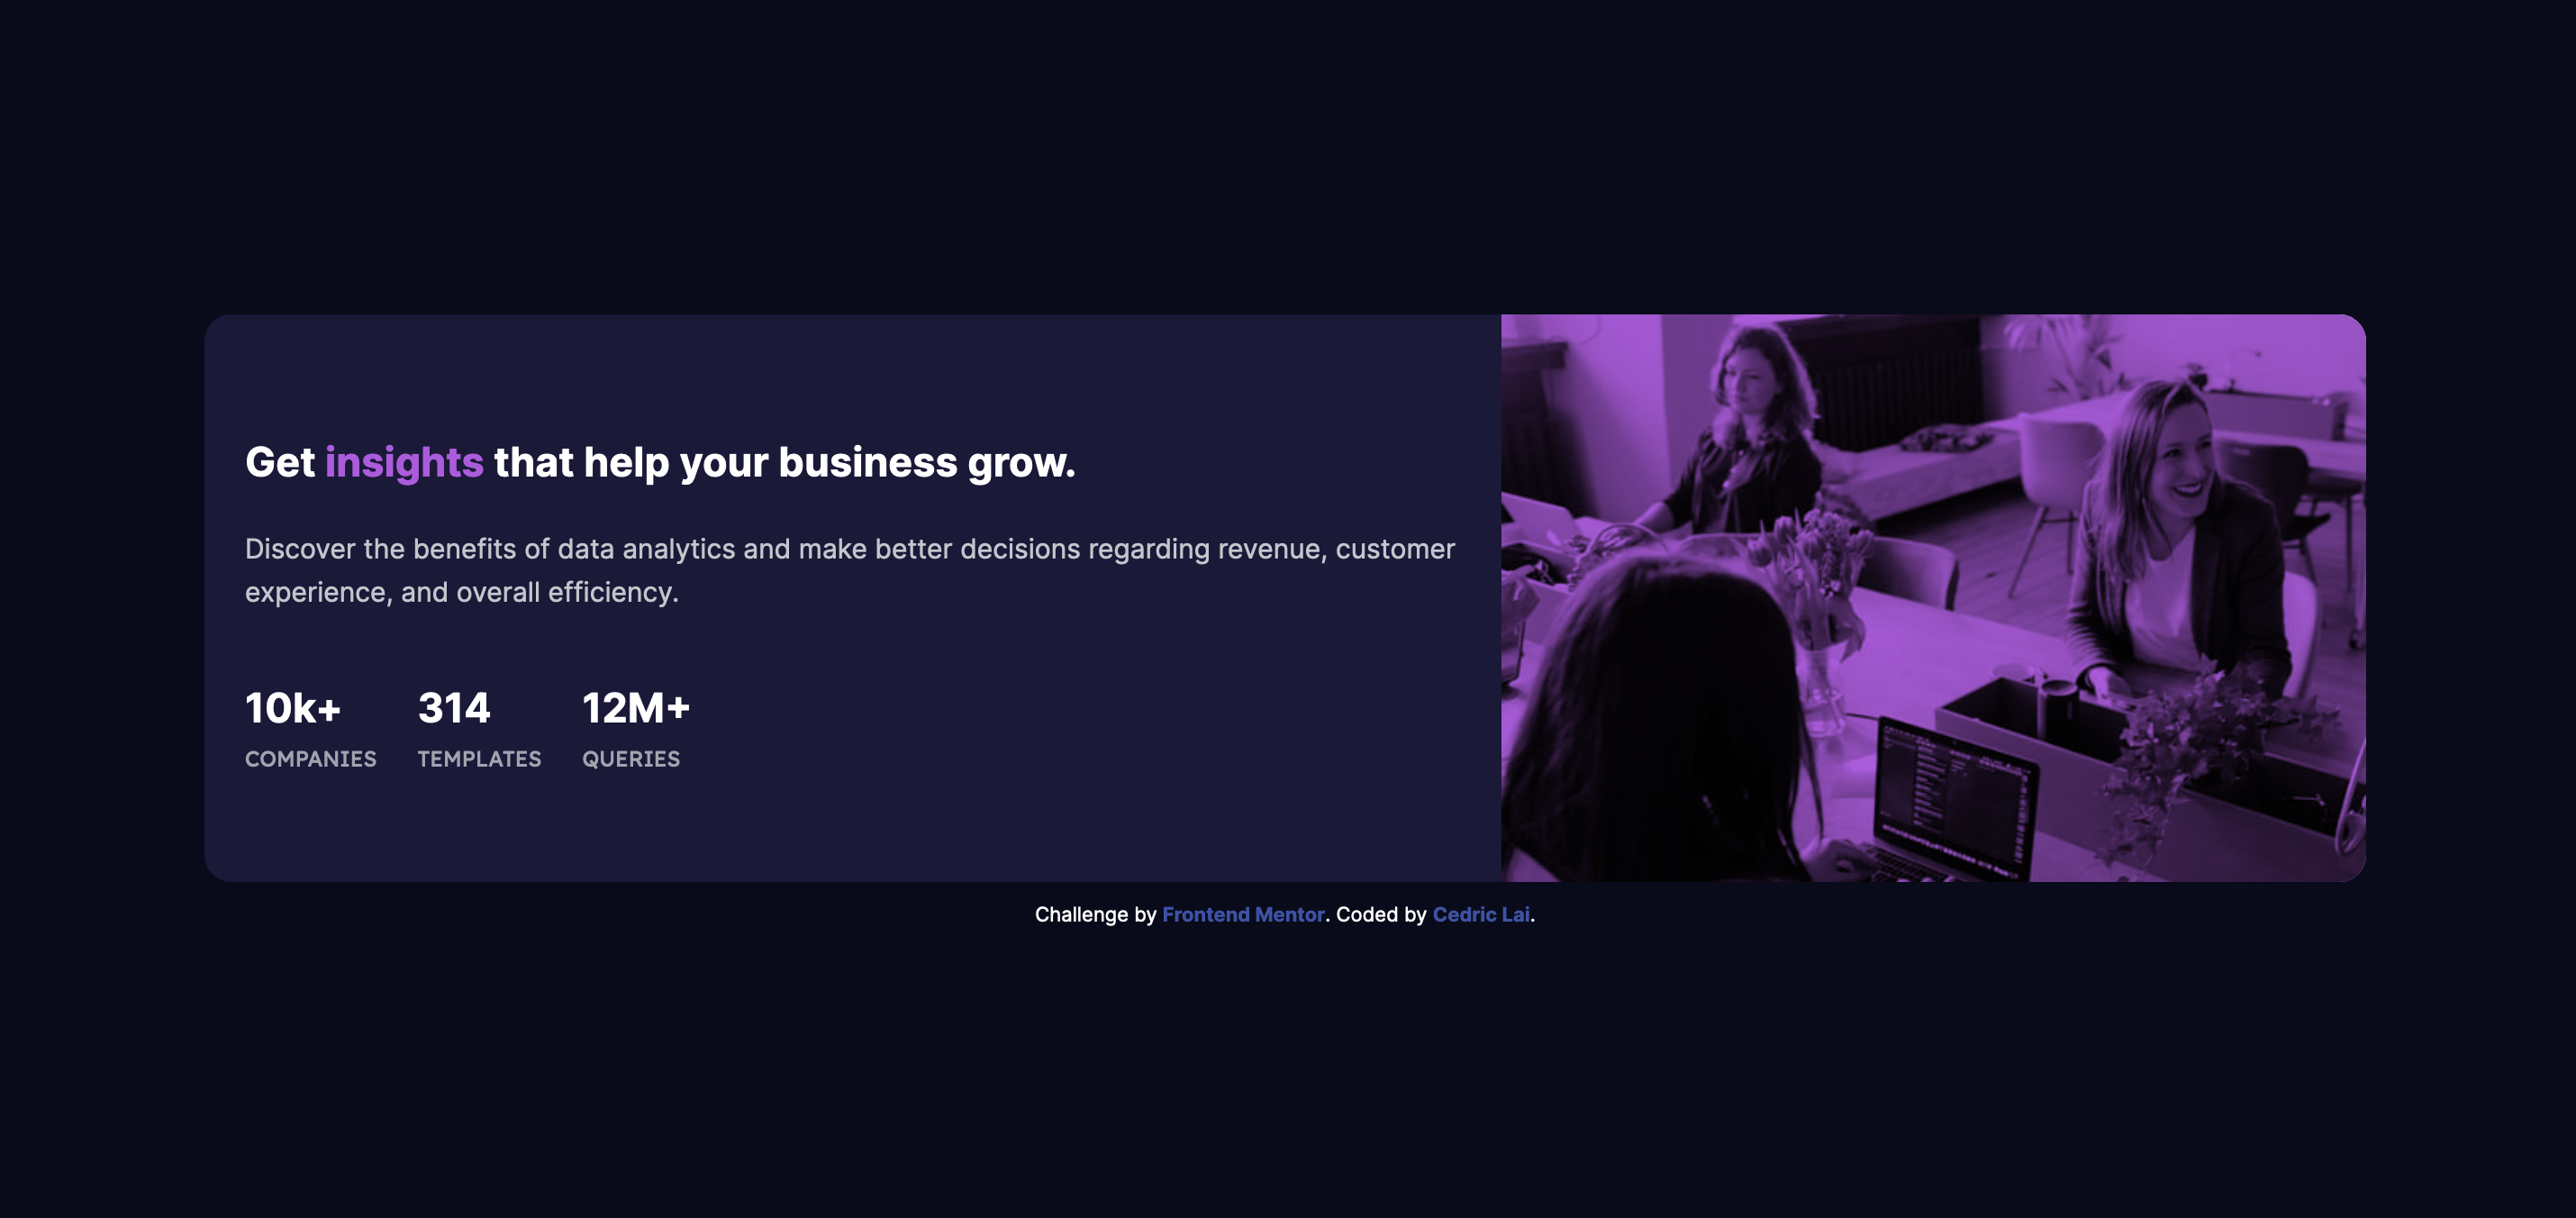 Get insights that help your business grow.
Discover the benefits of data analytics and make better decisions regarding revenue, customer
experience, and overall efficiency.
10k+ 314 12M+
COMPANIES TEMPLATES QUERIES
Challenge by Frontend Mentor. Coded by Cedric Lai.